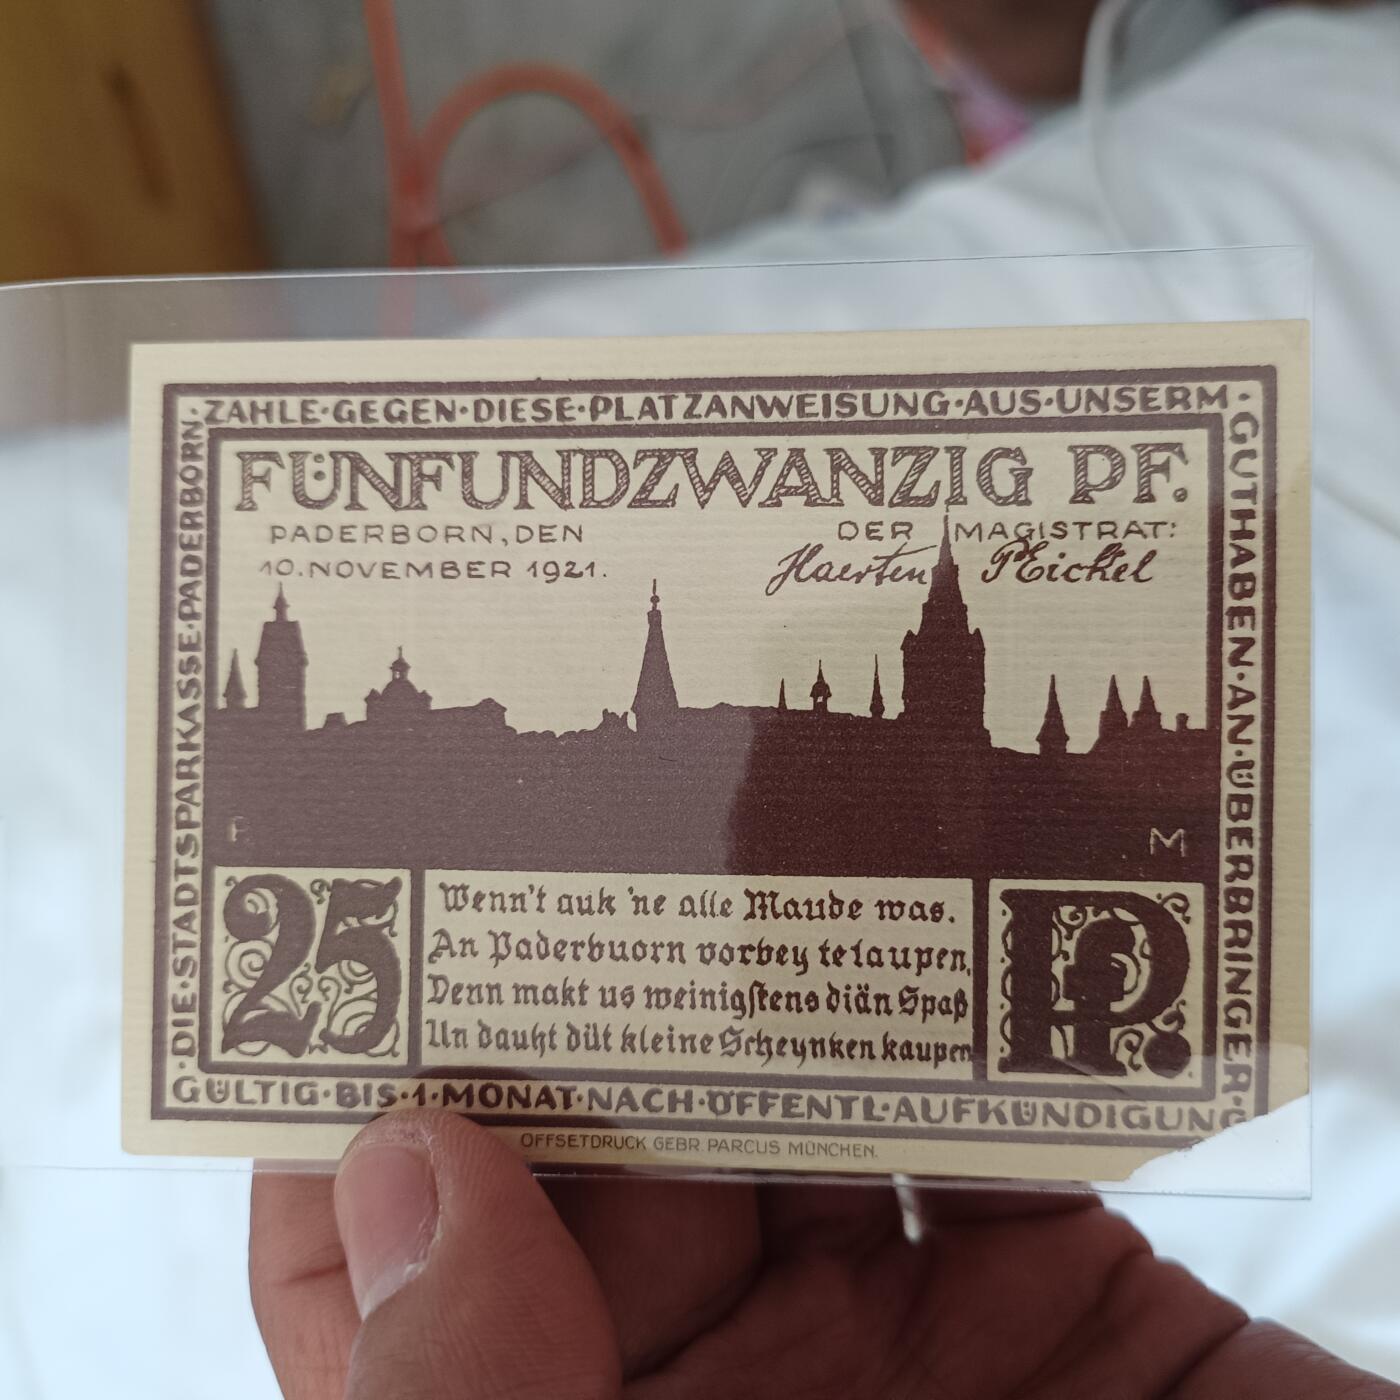 DIE·STADTSPARKASSE·PADERBORN·
ZAHLE·GEGEN·DIESE·PLATZANWEISUNG·AUS·UNSERM·
GUTHABEN·AN·ÜBERBRINGER·
FÜNFUNDZWANZIG PF.
PADERBORN, DEN
10. NOVEMBER 1921.
DER MAGISTRAT:
Haerten PEickel
P M
25
Wenn't auk 'ne alle Maude was.
An Paderbuorn vorbey te laupen,
Denn makt us weinigſtens diän Spaß
Un dauht düt kleine Scheynken kaupen
P.
GÜLTIG·BIS·1·MONAT·NACH·ÖFFENTL·AUFKÜNDIGUNG
OFFSETDRUCK GEBR. PARCUS MÜNCHEN.